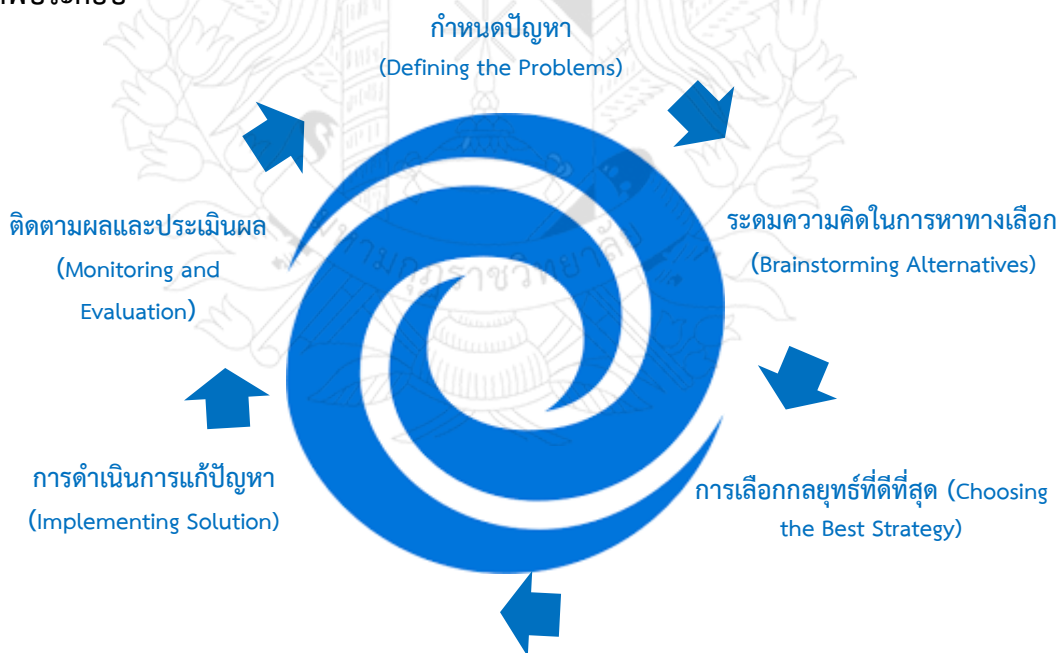 กำหนดปัญหา
(Defining the Problems)
ระดมความคิดในการหาทางเลือก
(Brainstorming Alternatives)
การเลือกกลยุทธ์ที่ดีที่สุด (Choosing
the Best Strategy)
การดำเนินการแก้ปัญหา
(Implementing Solution)
ติดตามผลและประเมินผล
(Monitoring and
Evaluation)